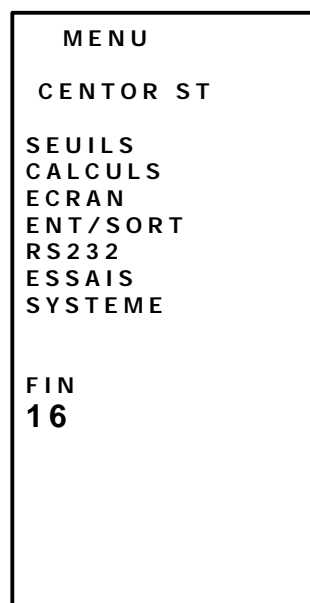 MENU
CENTOR ST
SEUILS
CALCULS
ECRAN
ENT/SORT
RS232
ESSAIS
SYSTEME
FIN
16